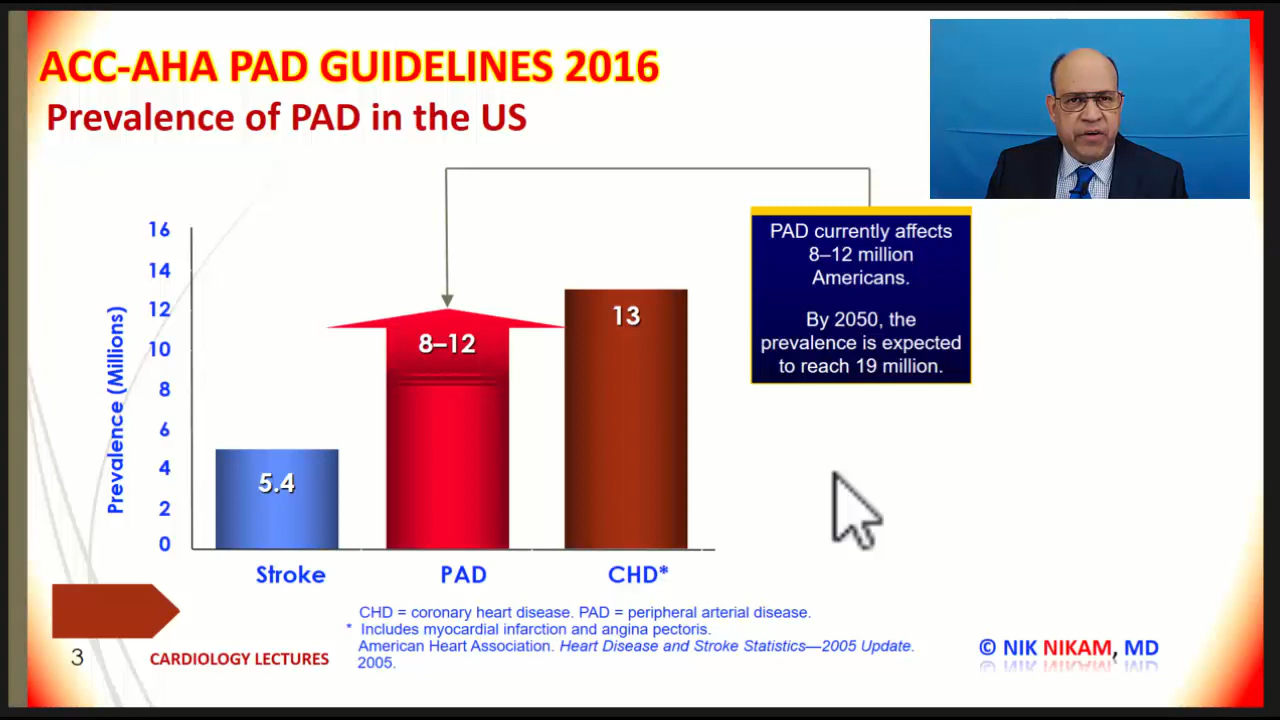 ACC-AHA PAD GUIDELINES 2016
Prevalence of PAD in the US
PAD currently affects
8–12 million
Americans.
By 2050, the
prevalence is expected
to reach 19 million.
Prevalence (Millions)
16
14
12
10
8
6
4
2
0
5.4
8–12
13
Stroke
PAD
CHD*
CHD = coronary heart disease. PAD = peripheral arterial disease.
* Includes myocardial infarction and angina pectoris.
American Heart Association. Heart Disease and Stroke Statistics—2005 Update.
2005.
3
CARDIOLOGY LECTURES
© NIK NIKAM, MD